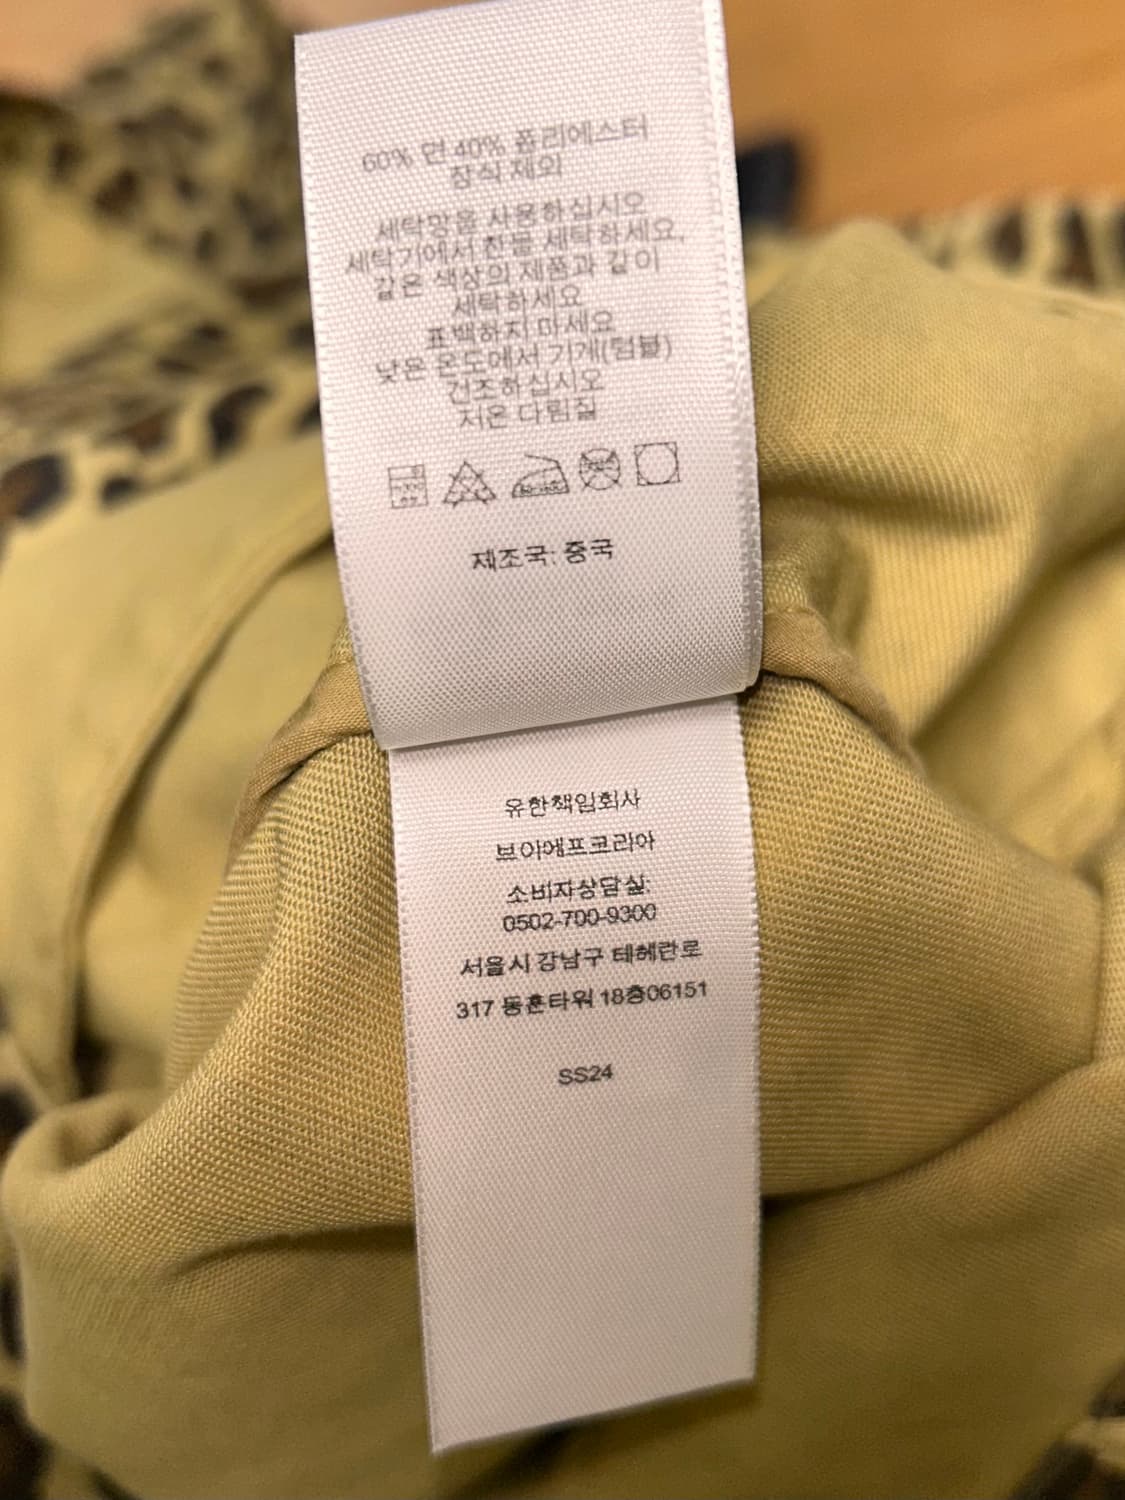 60% 면 40% 폴리에스터
장식 제외
세탁망을 사용하십시오
세탁기에서 찬물 세탁하세요,
같은 색상의 제품과 같이
세탁하세요
표백하지 마세요
낮은 온도에서 기계(텀블)
건조하십시오
저온 다림질
제조국: 중국
유한책임회사
브이에프코리아
소비자상담실:
0502-700-9300
서울시 강남구 테헤란로
317 동훈타워 18층06151
SS24